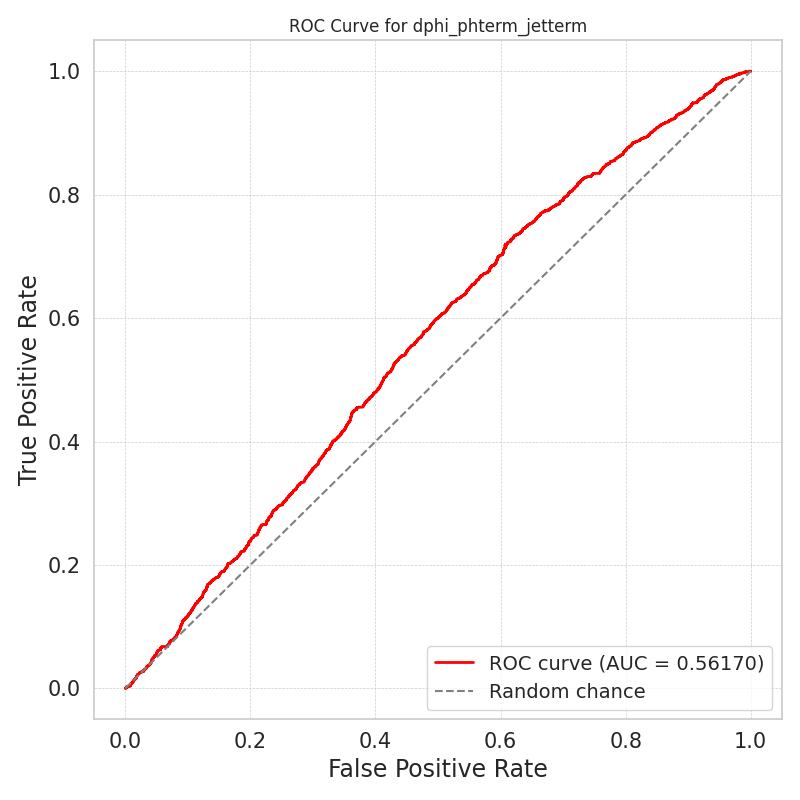 ROC Curve for dphi_phterm_jetterm
True Positive Rate
1.0
0.8
0.6
0.4
0.2
0.0
ROC curve (AUC = 0.56170)
Random chance
0.0 0.2 0.4 0.6 0.8 1.0
False Positive Rate